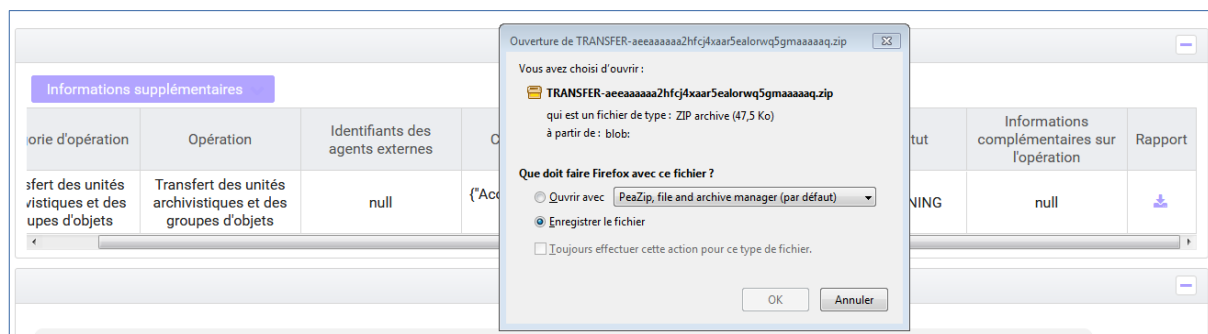 Ouverture de TRANSFER-aeeaaaaaa2hfcj4xaar5ealorwq5gmaaaaaq.zip
Vous avez choisi d'ouvrir :
TRANSFER-aeeaaaaaa2hfcj4xaar5ealorwq5gmaaaaaq.zip
qui est un fichier de type : ZIP archive (47,5 Ko)
à partir de : blob:
Que doit faire Firefox avec ce fichier ?
Ouvrir avec PeaZip, file and archive manager (par défaut)
Enregistrer le fichier
Toujours effectuer cette action pour ce type de fichier.
OK Annuler
Informations supplémentaires
orie d'opération
Opération
Identifiants des
agents externes
C
tut
Informations
complémentaires sur
l'opération
Rapport
sfert des unités
vistiques et des
upes d'objets
Transfert des unités
archivistiques et des
groupes d'objets
null
{"Acc
NING
null